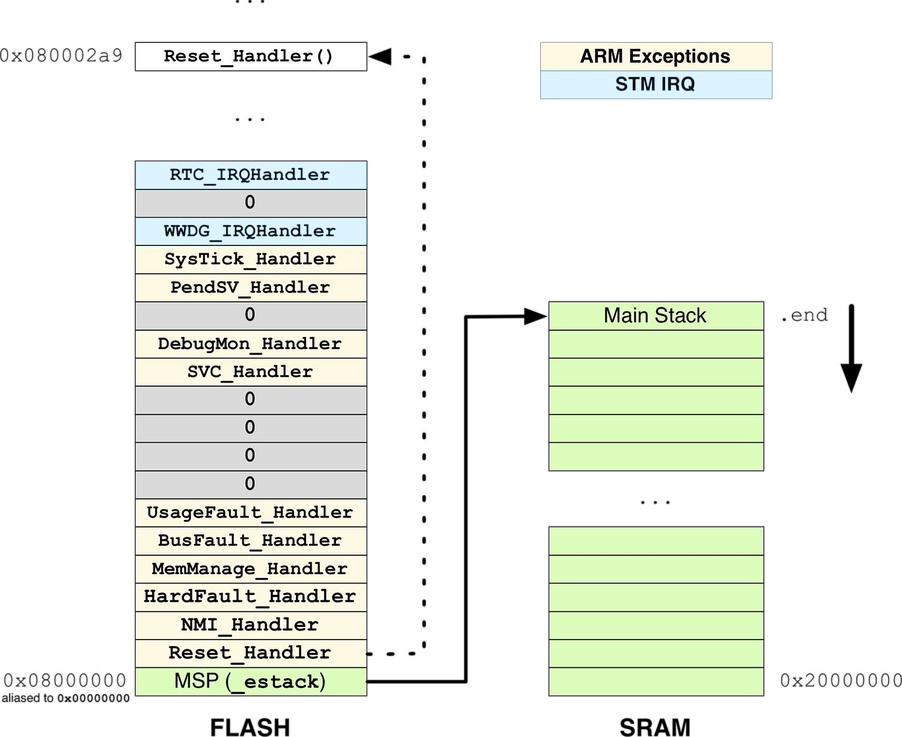 ...
0x080002a9
Reset_Handler()
ARM Exceptions
STM IRQ
...
RTC_IRQHandler
0
WWDG_IRQHandler
SysTick_Handler
PendSV_Handler
0
DebugMon_Handler
SVC_Handler
0
0
0
0
UsageFault_Handler
BusFault_Handler
MemManage_Handler
HardFault_Handler
NMI_Handler
Reset_Handler
0x08000000
MSP (_estack)
aliased to 0x00000000
FLASH
Main Stack
.end
...
0x20000000
SRAM